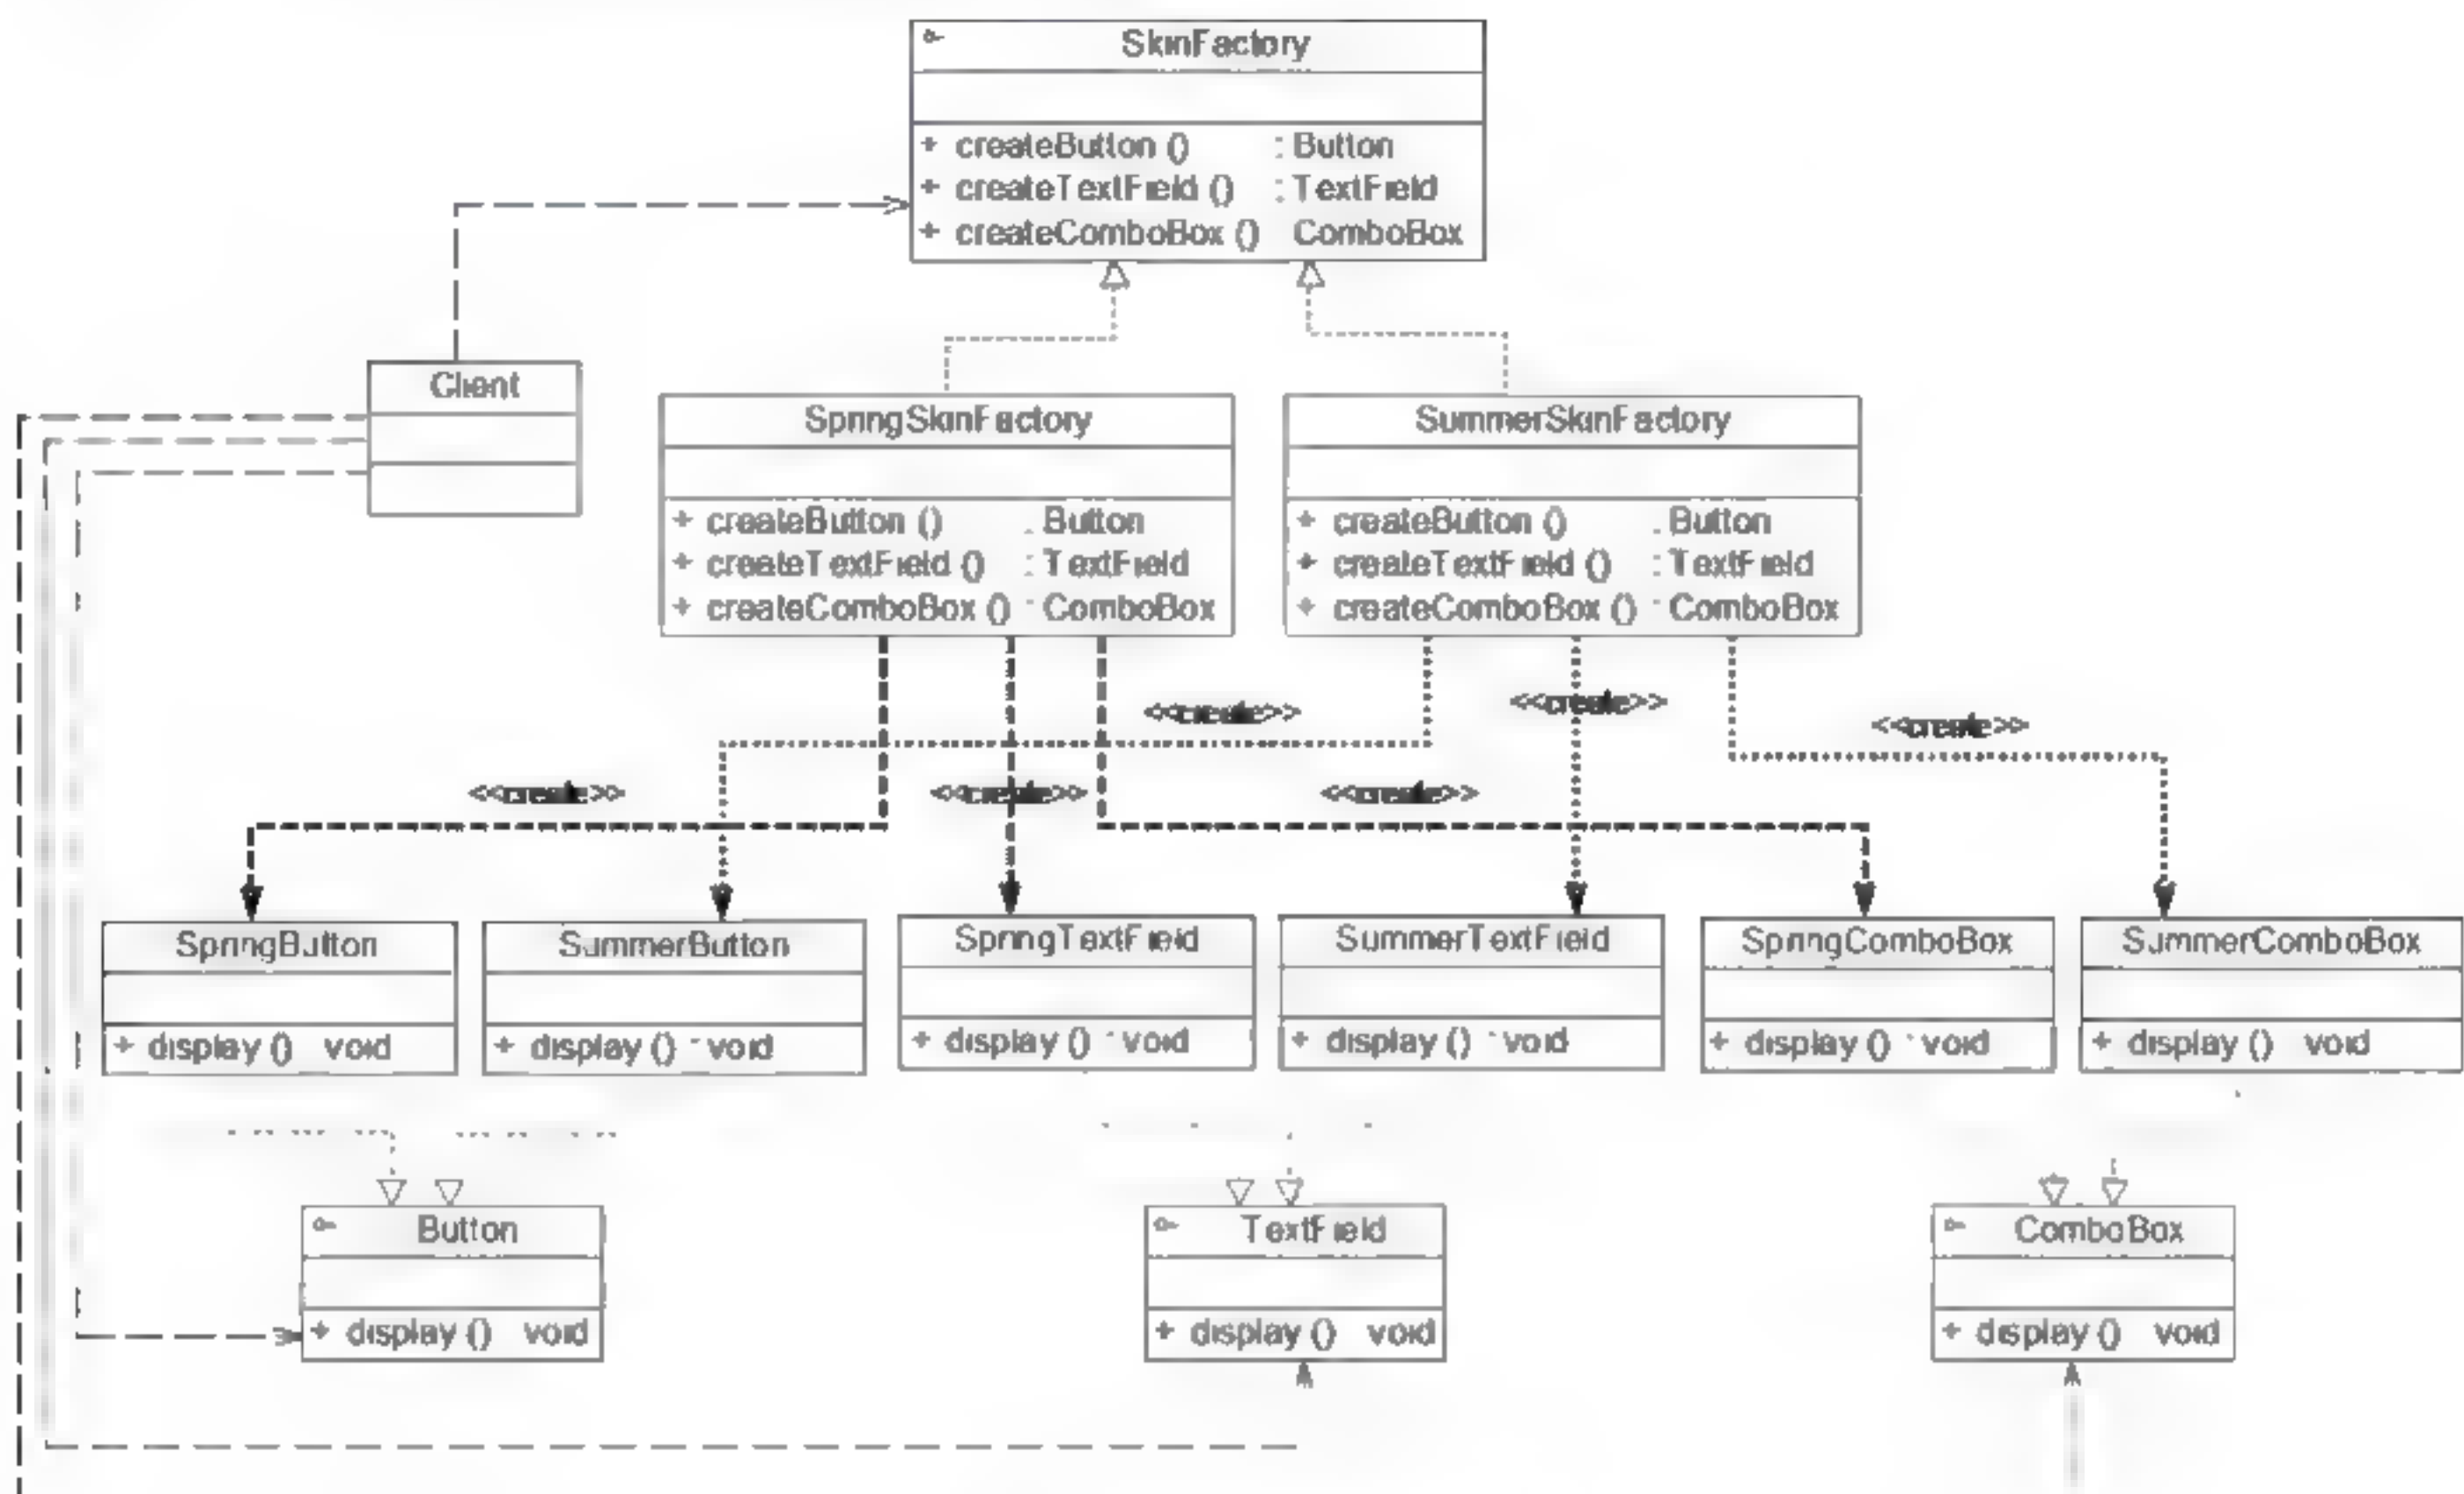 SkinFactory
+ createButton () : Button
+ createTextField () : TextField
+ createComboBox () ComboBox
Client
SpringSkinFactory
+ createButton () : Button
+ createTextField () : TextField
+ createComboBox () : ComboBox
SummerSkinFactory
+ createButton () : Button
+ createTextField () : TextField
+ createComboBox () : ComboBox
<<create>>
<<create>>
<<create>>
<<create>>
<<create>>
<<create>>
SpringButton
+ display () void
SummerButton
+ display () : void
SpringTextField
+ display () : void
SummerTextField
+ display () : void
SpringComboBox
+ display () : void
SummerComboBox
+ display () void
Button
+ display () void
TextField
+ display () void
ComboBox
+ display () void